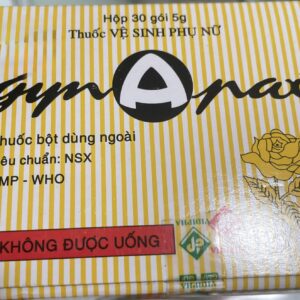 Hộp 30 gói 5g
Thuốc VỆ SINH PHỤ NỮ
gynApax
huốc bột dùng ngoài
iêu chuẩn: NSX
MP - WHO
KHÔNG ĐƯỢC UỐNG